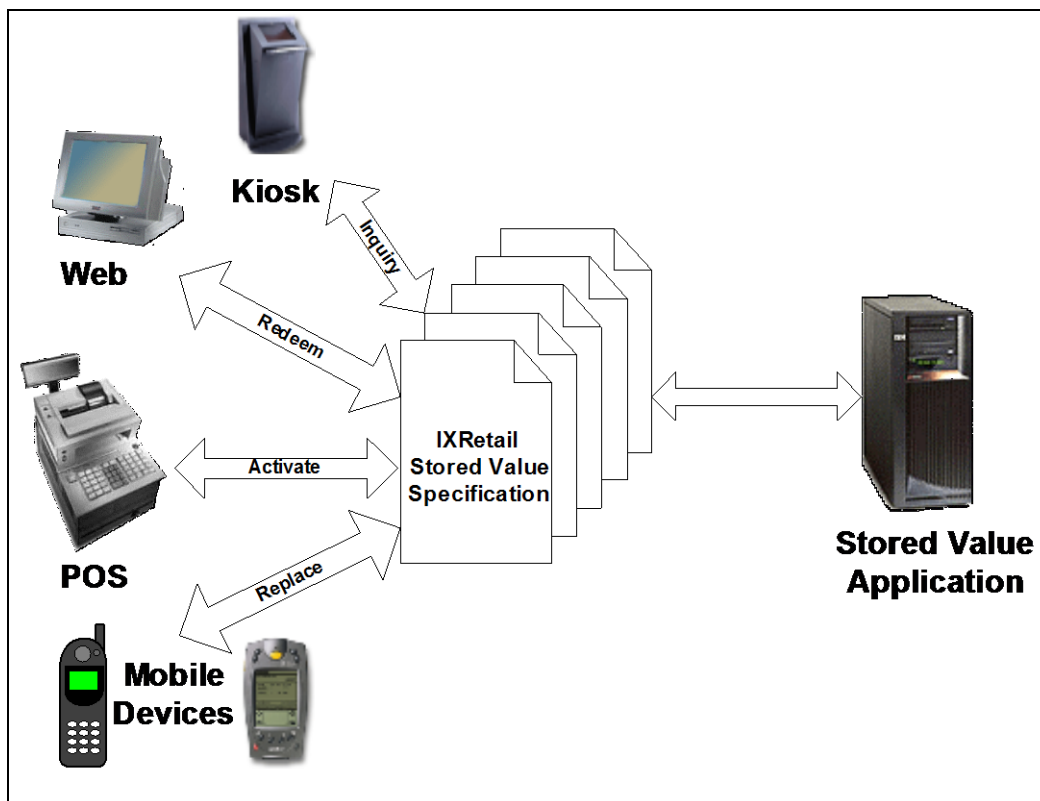 Kiosk
Inquiry
Web
Redeem
IXRetail
Stored Value
Specification
Activate
POS
Replace
Mobile
Devices
Stored Value
Application